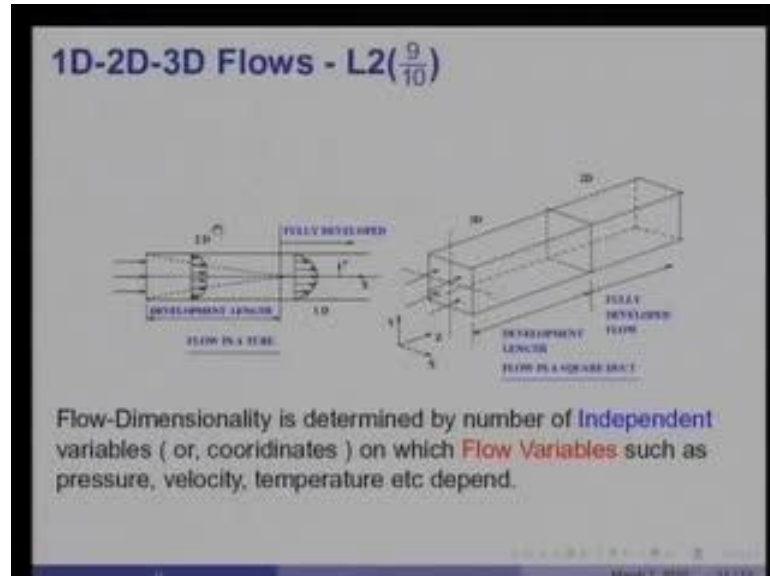 1D-2D-3D Flows - L2(9/10)
2D
FULLY DEVELOPED
r
DEVELOPMENT LENGTH
1D
FLOW IN A TUBE
3D
2D
Y
Z
X
DEVELOPMENT
LENGTH
FULLY
DEVELOPED
FLOW
FLOW IN A SQUARE DUCT
Flow-Dimensionality is determined by number of Independent
variables ( or, cooridinates ) on which Flow Variables such as
pressure, velocity, temperature etc depend.